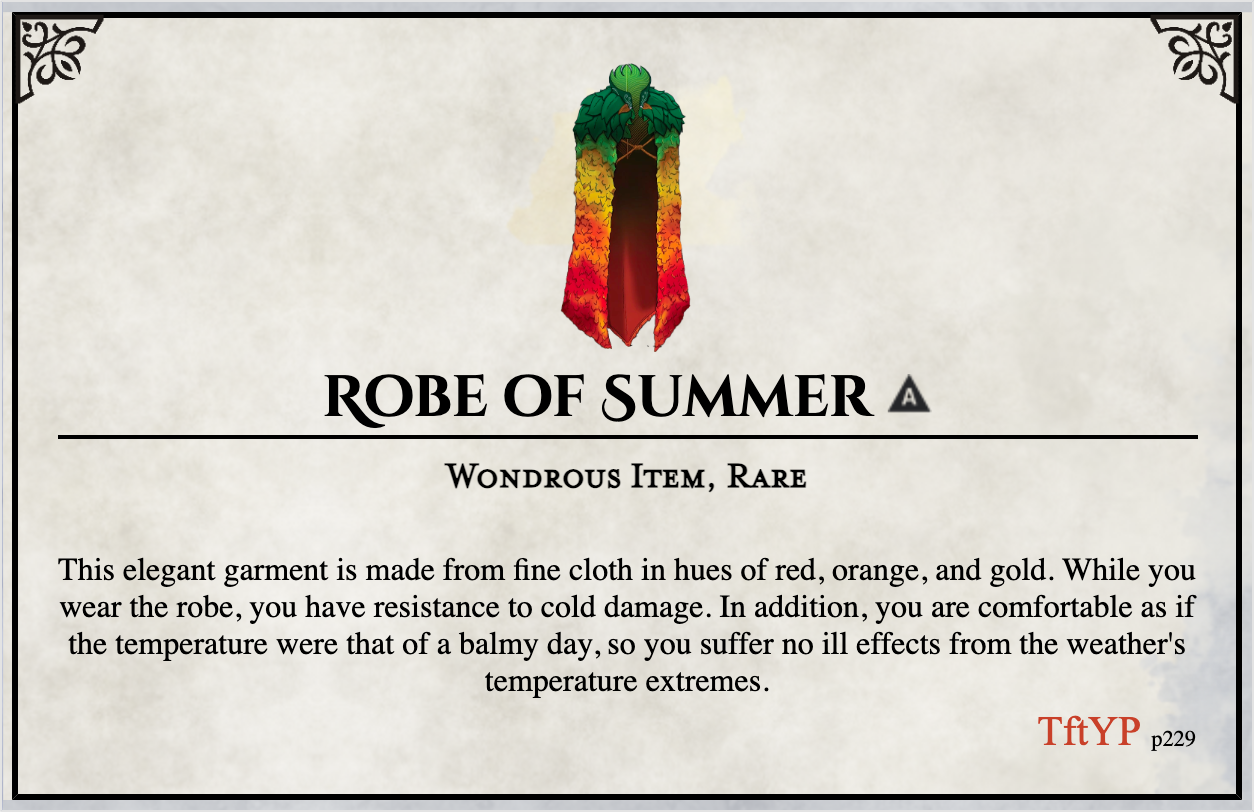 Robe of Summer A
Wondrous Item, Rare
This elegant garment is made from fine cloth in hues of red, orange, and gold. While you
wear the robe, you have resistance to cold damage. In addition, you are comfortable as if
the temperature were that of a balmy day, so you suffer no ill effects from the weather's
temperature extremes.
TftYP p229